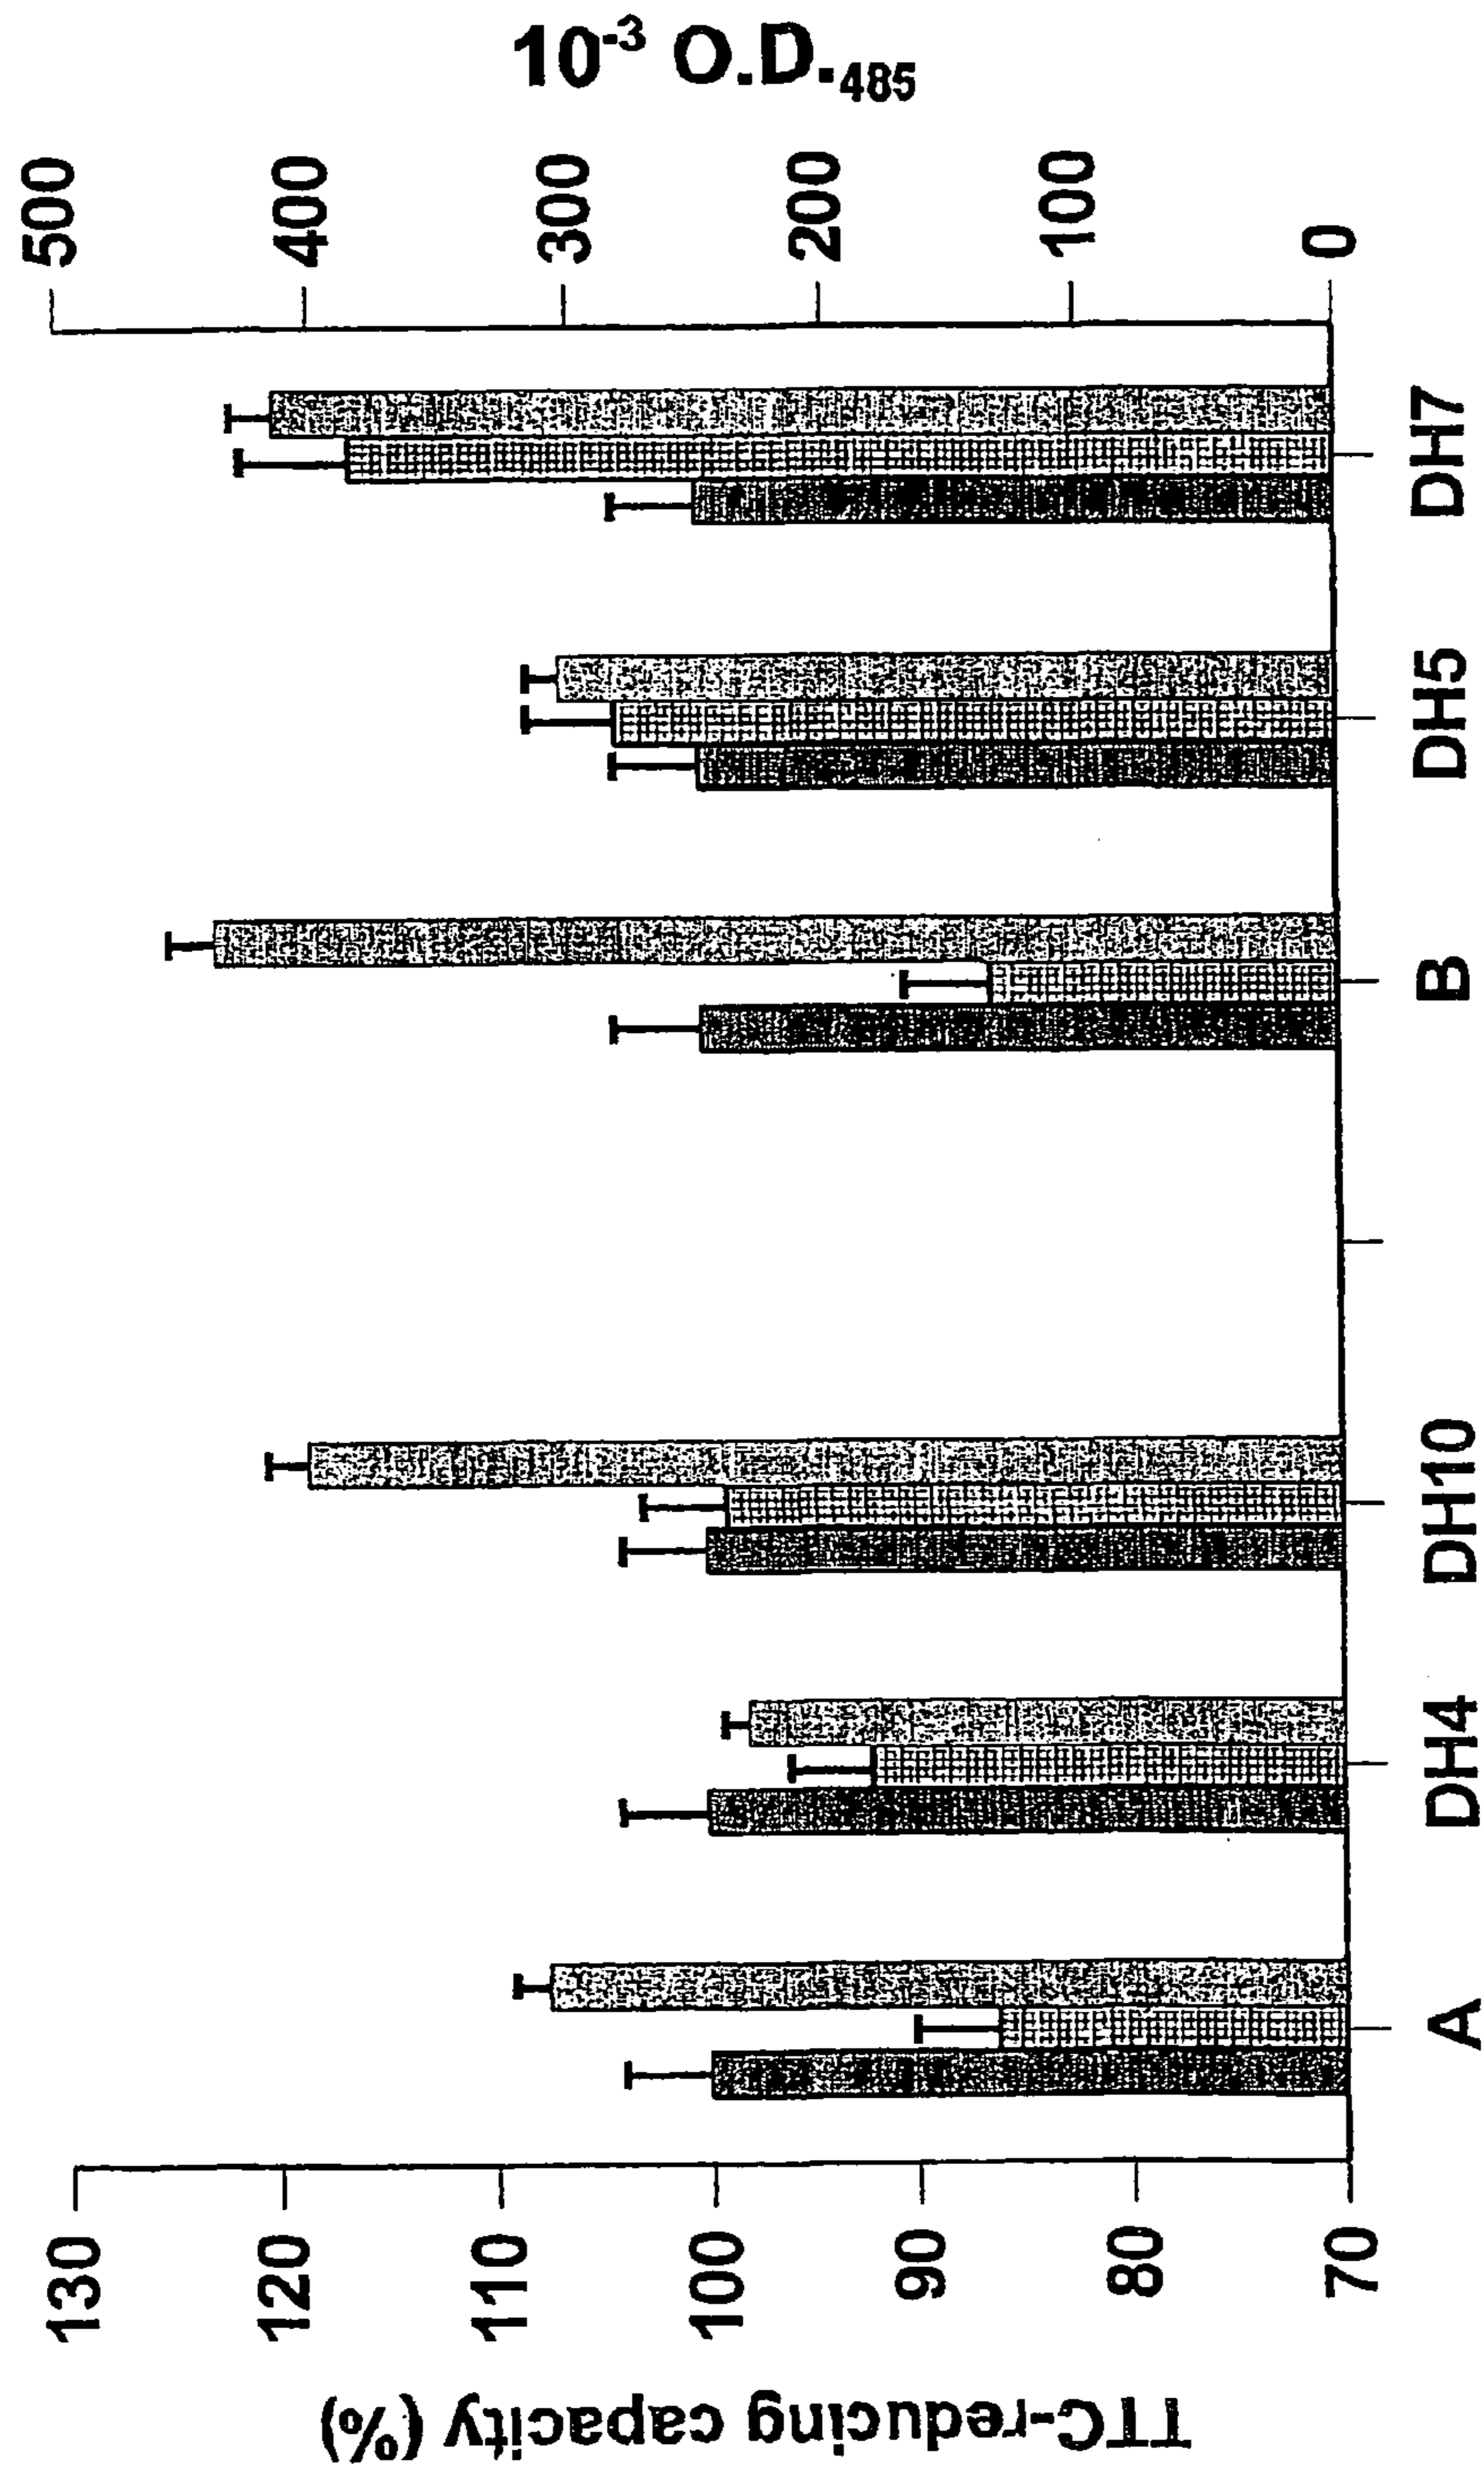 TTC-reducing capacity (%)
130
120
110
100
90
80
70
A
DH4
DH10
B
DH5
DH7
500
400
300
200
100
0
10⁻³ O.D.₄₈₅